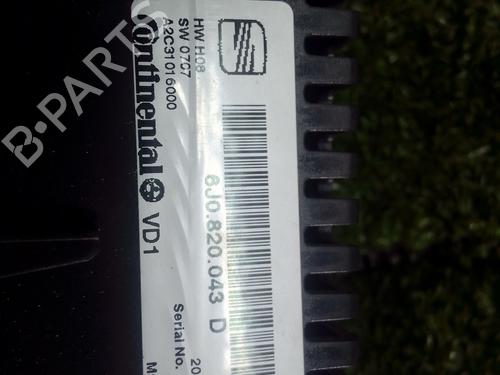 HW H08
SW 0707
A2C31016000
Continental VD1
6J0.820.043 D
Serial No.
20
B-PARTS